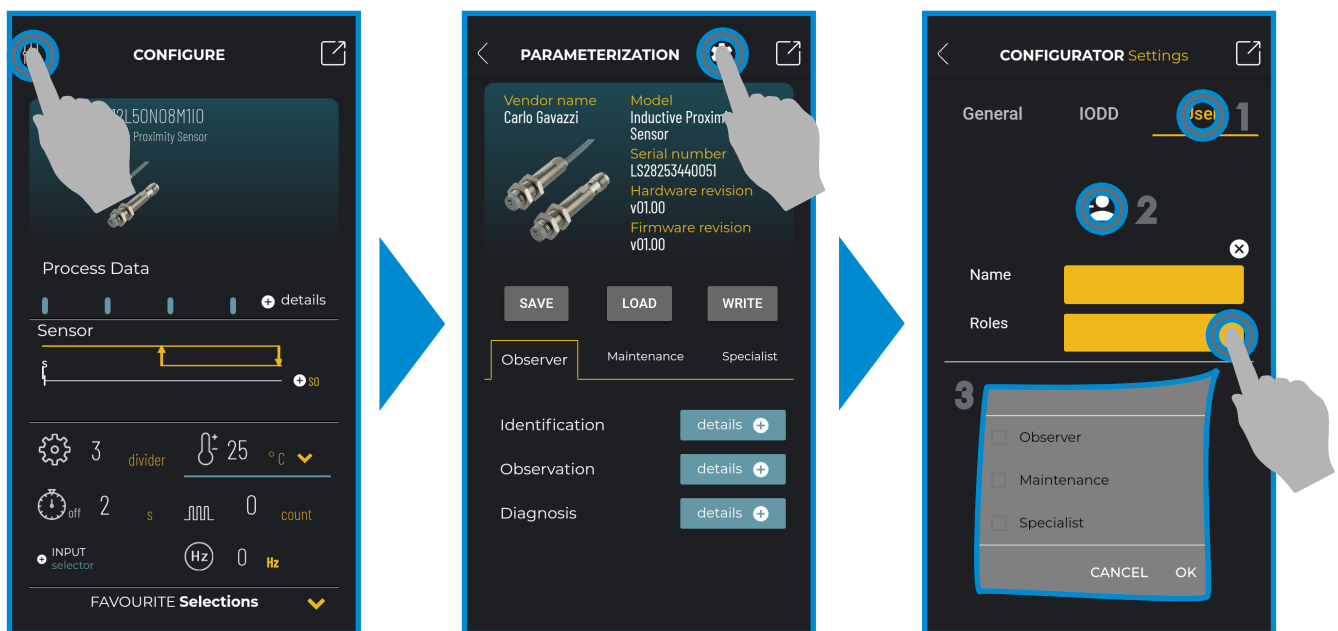 CONFIGURE
Proximity Sensor
Process Data
details
Sensor
s
so
3 divider
25 °C
off 2 s
0 count
INPUT
selector
Hz 0 Hz
FAVOURITE Selections
PARAMETERIZATION
Vendor name
Carlo Gavazzi
Model
Inductive
Sensor
Serial number
LS28253440051
Hardware revision
v01.00
Firmware revision
v01.00
SAVE LOAD WRITE
Observer Maintenance Specialist
Identification details
Observation details
Diagnosis details
CONFIGURATOR Settings
General IODD User 1
2
Name
Roles
3
Observer
Maintenance
Specialist
CANCEL OK